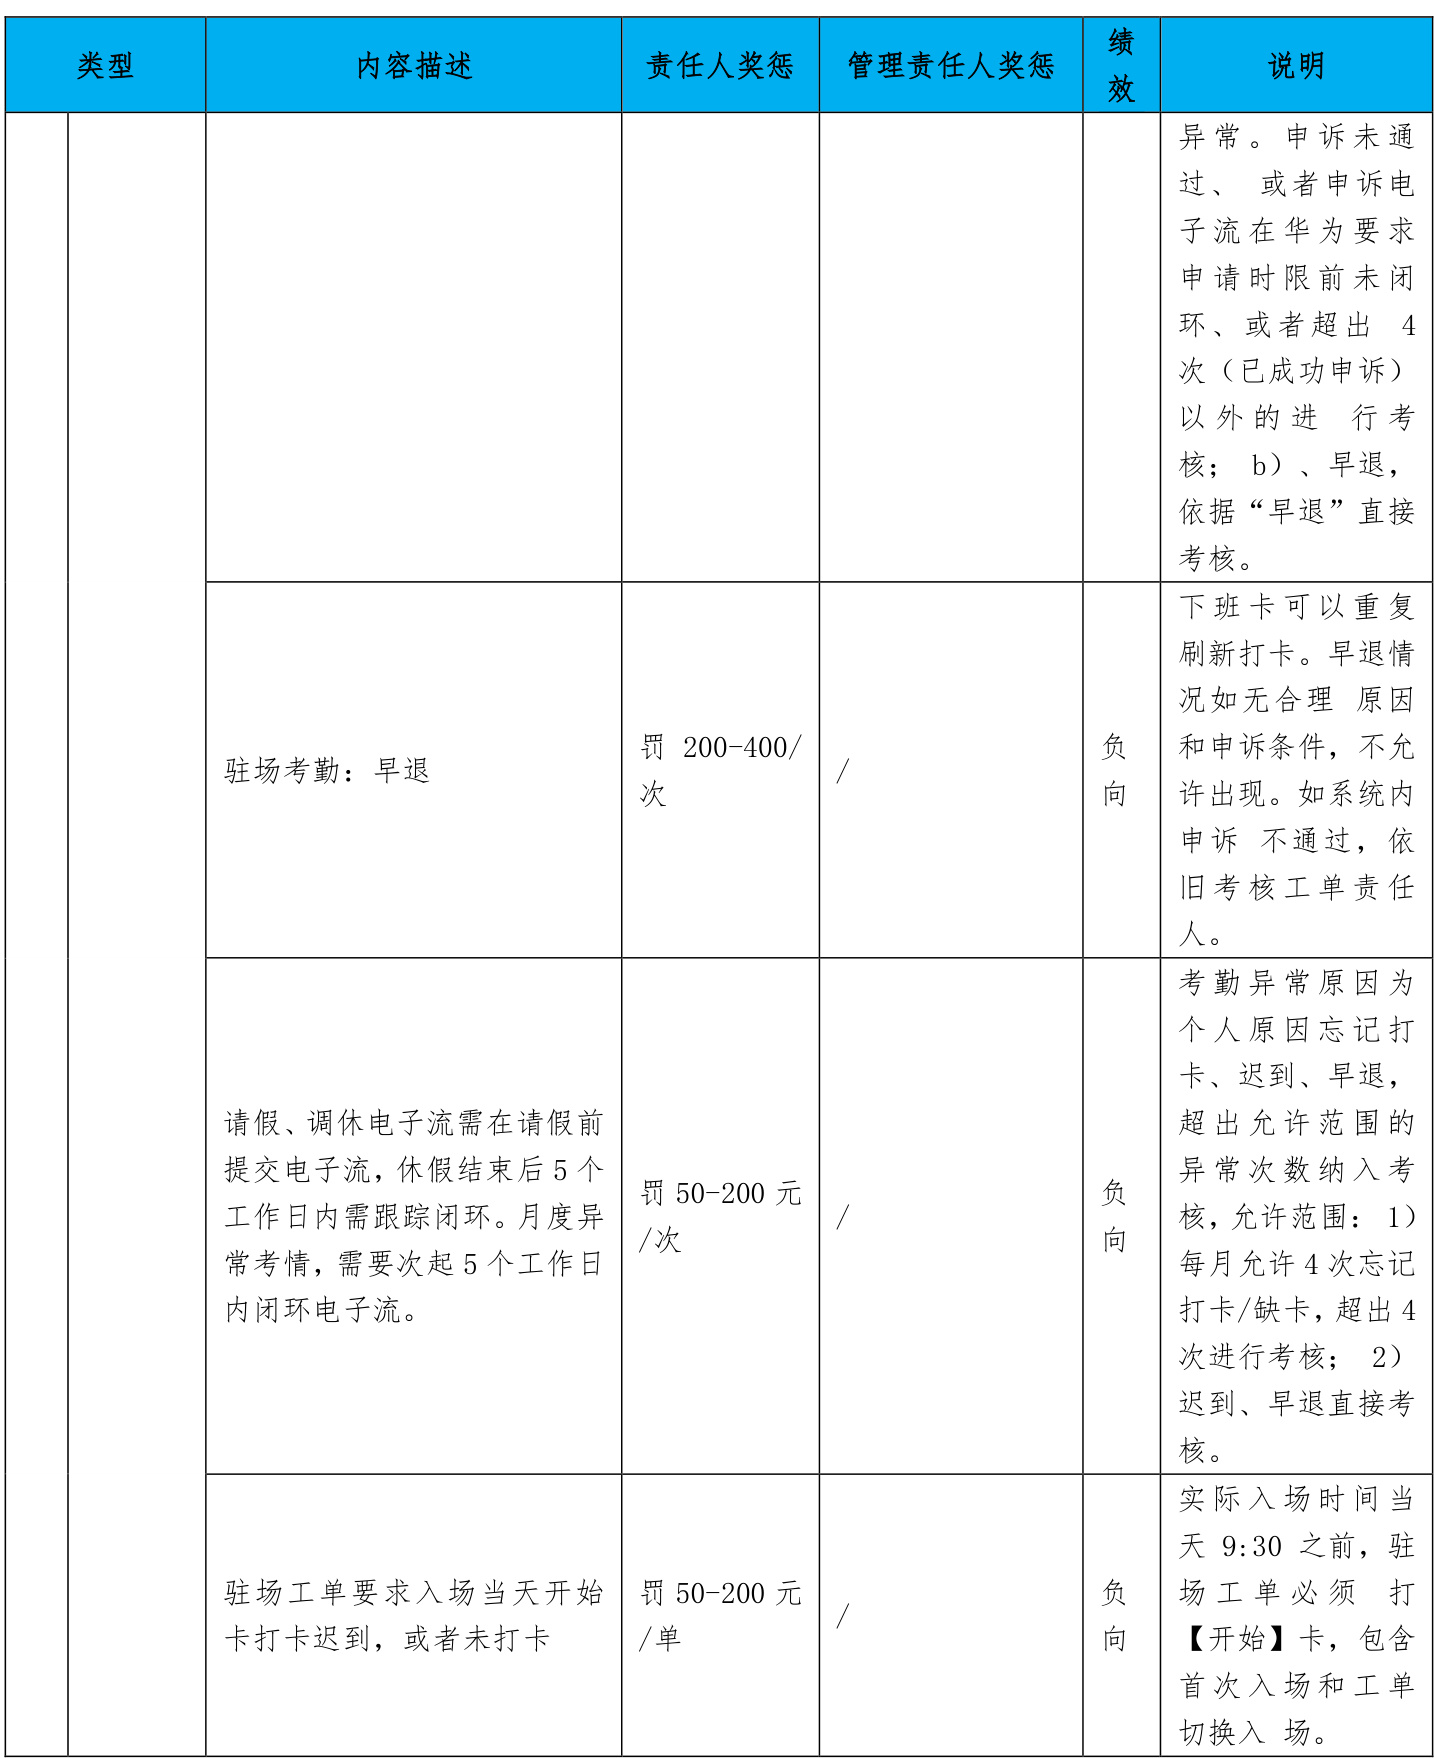 类型 内容描述 责任人奖惩 管理责任人奖惩 绩效 说明
异常。申诉未通
过、 或者申诉电
子流在华为要求
申请时限前未闭
环、或者超出 4
次（已成功申诉）
以外的进 行考
核； b）、早退，
依据“早退”直接
考核。
驻场考勤：早退
罚 200-400/
次
/
负
向
下班卡可以重复
刷新打卡。早退情
况如无合理 原因
和申诉条件，不允
许出现。如系统内
申诉 不通过，依
旧考核工单责任
人。
请假、调休电子流需在请假前
提交电子流，休假结束后 5 个
工作日内需跟踪闭环。月度异
常考情，需要次起 5 个工作日
内闭环电子流。
罚 50-200 元
/次
/
负
向
考勤异常原因为
个人原因忘记打
卡、迟到、早退，
超出允许范围的
异常次数纳入考
核，允许范围： 1）
每月允许 4 次忘记
打卡/缺卡，超出 4
次进行考核； 2）
迟到、早退直接考
核。
驻场工单要求入场当天开始
卡打卡迟到，或者未打卡
罚 50-200 元
/单
/
负
向
实际入场时间当
天 9:30 之前，驻
场工单必须 打
【开始】卡，包含
首次入场和工单
切换入 场。